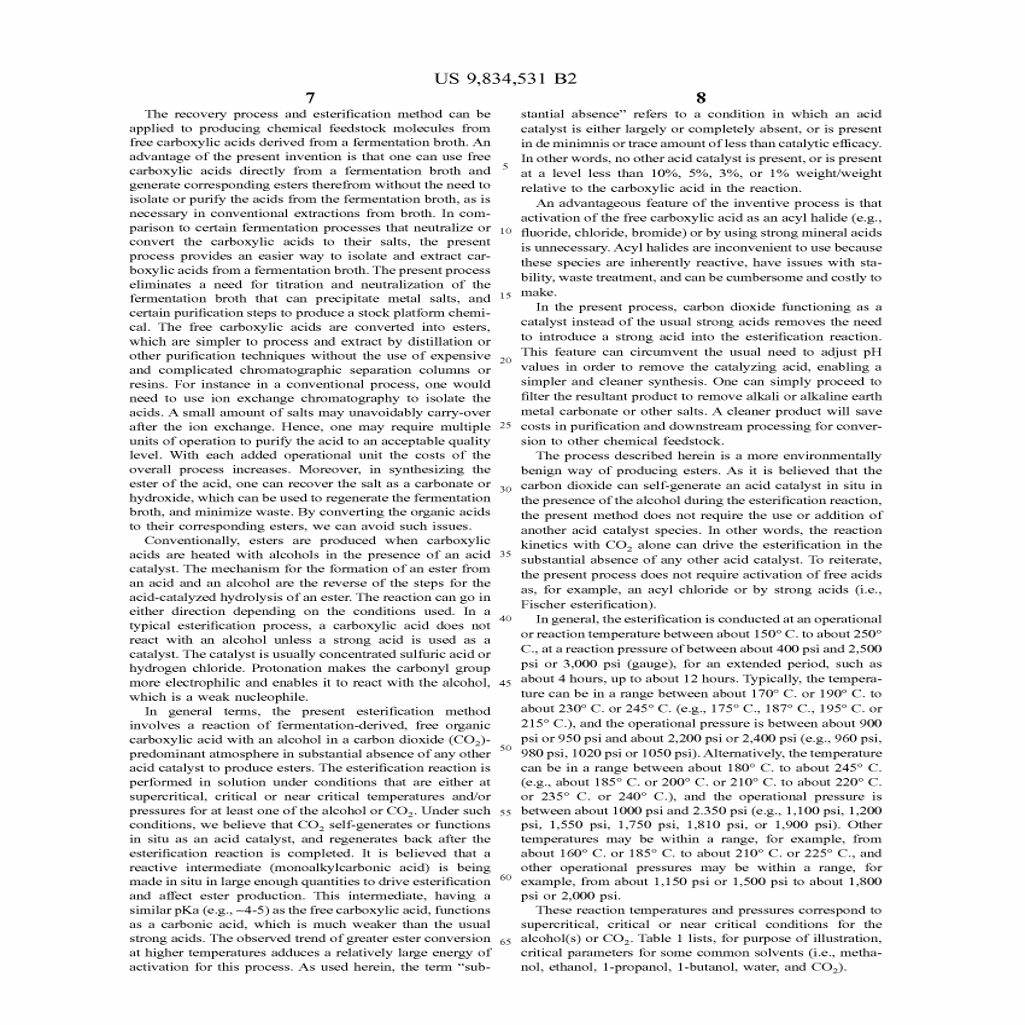 US 9,834,531 B2
7
The recovery process and esterification method can be
applied to producing chemical feedstock molecules from
free carboxylic acids derived from a fermentation broth. An
advantage of the present invention is that one can use free
carboxylic acids directly from a fermentation broth and
generate corresponding esters therefrom without the need to
isolate or purify the acids from the fermentation broth, as is
necessary in conventional extractions from broth. In com-
parison to certain fermentation processes that neutralize or
convert the carboxylic acids to their salts, the present
process provides an easier way to isolate and extract car-
boxylic acids from a fermentation broth. The present process
eliminates a need for titration and neutralization of the
fermentation broth that can precipitate metal salts, and
certain purification steps to produce a stock platform chemi-
cal. The free carboxylic acids are converted into esters,
which are simpler to process and extract by distillation or
other purification techniques without the use of expensive
and complicated chromatographic separation columns or
resins. For instance in a conventional process, one would
need to use ion exchange chromatography to isolate the
acids. A small amount of salts may unavoidably carry-over
after the ion exchange. Hence, one may require multiple
units of operation to purify the acid to an acceptable quality
level. With each added operational unit the costs of the
overall process increases. Moreover, in synthesizing the
ester of the acid, one can recover the salt as a carbonate or
hydroxide, which can be used to regenerate the fermentation
broth, and minimize waste. By converting the organic acids
to their corresponding esters, we can avoid such issues.
Conventionally, esters are produced when carboxylic
acids are heated with alcohols in the presence of an acid
catalyst. The mechanism for the formation of an ester from
an acid and an alcohol are the reverse of the steps for the
acid-catalyzed hydrolysis of an ester. The reaction can go in
either direction depending on the conditions used. In a
typical esterification process, a carboxylic acid does not
react with an alcohol unless a strong acid is used as a
catalyst. The catalyst is usually concentrated sulfuric acid or
hydrogen chloride. Protonation makes the carbonyl group
more electrophilic and enables it to react with the alcohol,
which is a weak nucleophile.
In general terms, the present esterification method
involves a reaction of fermentation-derived, free organic
carboxylic acid with an alcohol in a carbon dioxide (CO₂)-
predominant atmosphere in substantial absence of any other
acid catalyst to produce esters. The esterification reaction is
performed in solution under conditions that are either at
supercritical, critical or near critical temperatures and/or
pressures for at least one of the alcohol or CO₂. Under such
conditions, we believe that CO₂ self-generates or functions
in situ as an acid catalyst, and regenerates back after the
esterification reaction is completed. It is believed that a
reactive intermediate (monoalkylcarbonic acid) is being
made in situ in large enough quantities to drive esterification
and affect ester production. This intermediate, having a
similar pKa (e.g., ~4-5) as the free carboxylic acid, functions
as a carbonic acid, which is much weaker than the usual
strong acids. The observed trend of greater ester conversion
at higher temperatures adduces a relatively large energy of
activation for this process. As used herein, the term “sub-
5
10
15
20
25
30
35
40
45
50
55
60
65
8
stantial absence” refers to a condition in which an acid
catalyst is either largely or completely absent, or is present
in de minimnis or trace amount of less than catalytic efficacy.
In other words, no other acid catalyst is present, or is present
at a level less than 10%, 5%, 3%, or 1% weight/weight
relative to the carboxylic acid in the reaction.
An advantageous feature of the inventive process is that
activation of the free carboxylic acid as an acyl halide (e.g.,
fluoride, chloride, bromide) or by using strong mineral acids
is unnecessary. Acyl halides are inconvenient to use because
these species are inherently reactive, have issues with sta-
bility, waste treatment, and can be cumbersome and costly to
make.
In the present process, carbon dioxide functioning as a
catalyst instead of the usual strong acids removes the need
to introduce a strong acid into the esterification reaction.
This feature can circumvent the usual need to adjust pH
values in order to remove the catalyzing acid, enabling a
simpler and cleaner synthesis. One can simply proceed to
filter the resultant product to remove alkali or alkaline earth
metal carbonate or other salts. A cleaner product will save
costs in purification and downstream processing for conver-
sion to other chemical feedstock.
The process described herein is a more environmentally
benign way of producing esters. As it is believed that the
carbon dioxide can self-generate an acid catalyst in situ in
the presence of the alcohol during the esterification reaction,
the present method does not require the use or addition of
another acid catalyst species. In other words, the reaction
kinetics with CO₂ alone can drive the esterification in the
substantial absence of any other acid catalyst. To reiterate,
the present process does not require activation of free acids
as, for example, an acyl chloride or by strong acids (i.e.,
Fischer esterification).
In general, the esterification is conducted at an operational
or reaction temperature between about 150° C. to about 250°
C., at a reaction pressure of between about 400 psi and 2,500
psi or 3,000 psi (gauge), for an extended period, such as
about 4 hours, up to about 12 hours. Typically, the tempera-
ture can be in a range between about 170° C. or 190° C. to
about 230° C. or 245° C. (e.g., 175° C., 187° C., 195° C. or
215° C.), and the operational pressure is between about 900
psi or 950 psi and about 2,200 psi or 2,400 psi (e.g., 960 psi,
980 psi, 1020 psi or 1050 psi). Alternatively, the temperature
can be in a range between about 180° C. to about 245° C.
(e.g., about 185° C. or 200° C. or 210° C. to about 220° C.
or 235° C. or 240° C.), and the operational pressure is
between about 1000 psi and 2.350 psi (e.g., 1,100 psi, 1,200
psi, 1,550 psi, 1,750 psi, 1,810 psi, or 1,900 psi). Other
temperatures may be within a range, for example, from
about 160° C. or 185° C. to about 210° C. or 225° C., and
other operational pressures may be within a range, for
example, from about 1,150 psi or 1,500 psi to about 1,800
psi or 2,000 psi.
These reaction temperatures and pressures correspond to
supercritical, critical or near critical conditions for the
alcohol(s) or CO₂. Table 1 lists, for purpose of illustration,
critical parameters for some common solvents (i.e., metha-
nol, ethanol, 1-propanol, 1-butanol, water, and CO₂).